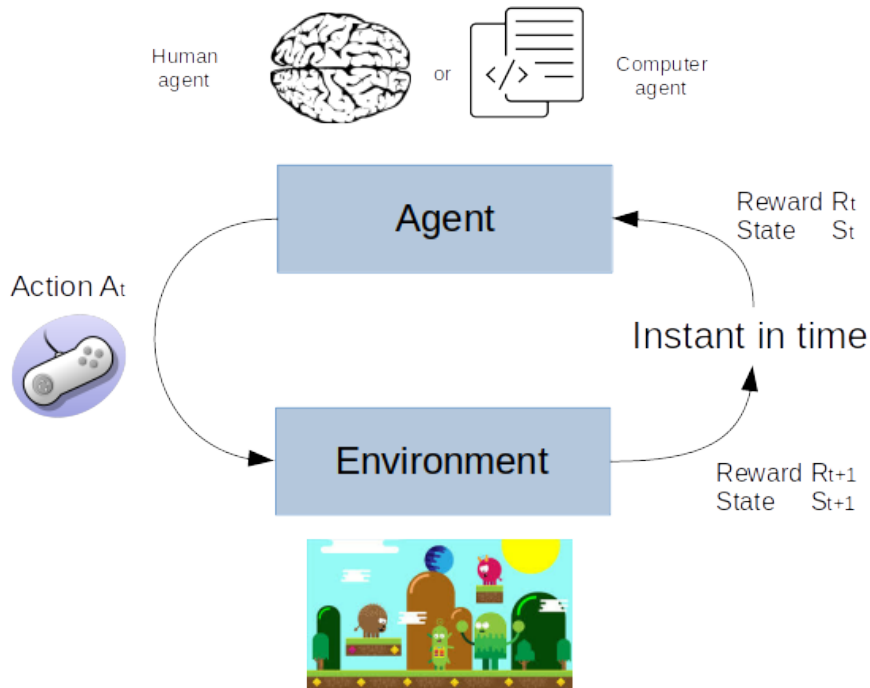 Human
agent
or
</>
Computer
agent
Agent
Reward Rt
State St
Action At
Instant in time
Environment
Reward Rt+1
State St+1